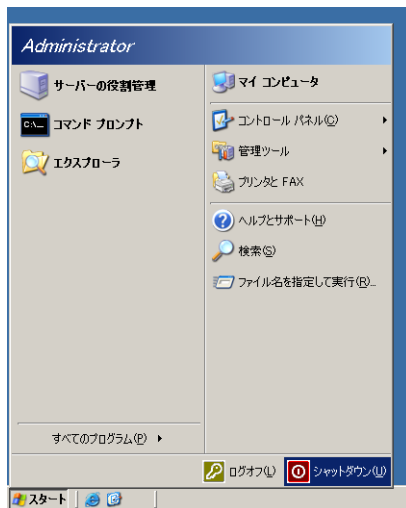 Administrator
サーバーの役割管理
コマンド プロンプト
エクスプローラ
すべてのプログラム(P)
マイ コンピュータ
コントロール パネル(C)
管理ツール
プリンタと FAX
ヘルプとサポート(H)
検索(S)
ファイル名を指定して実行(R)...
ログオフ(L)
シャットダウン(U)
スタート